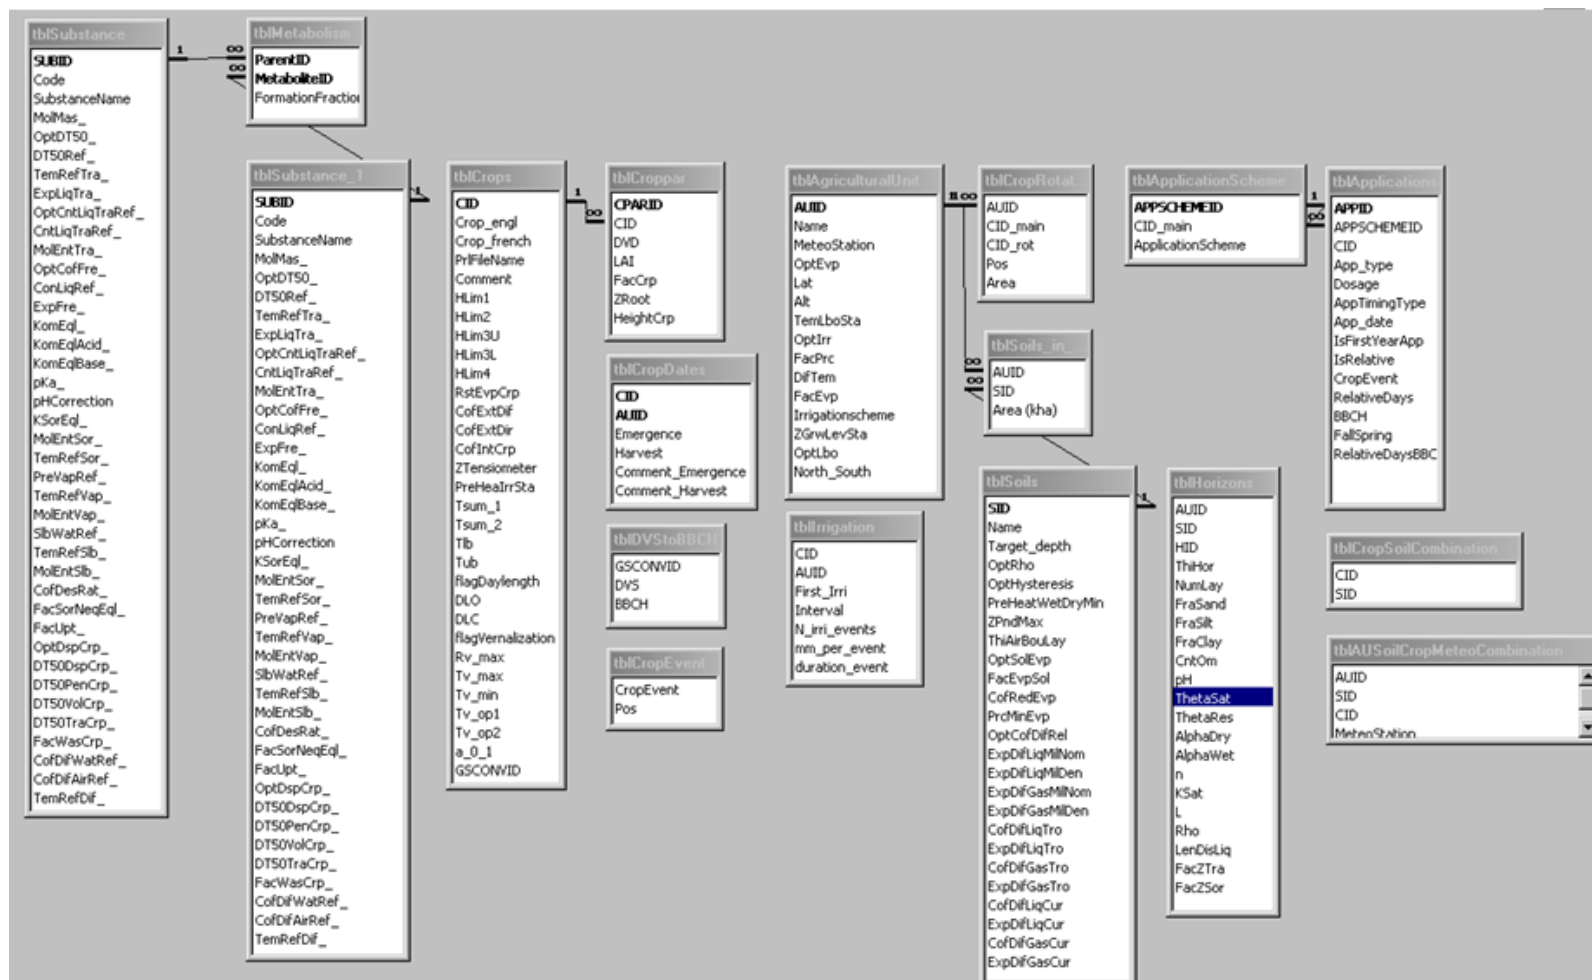 tblSubstance
SUBID
Code
SubstanceName
MolMas_
OptDT50_
DT50Ref_
TemRefTra_
ExpLiqTra_
OptCntLiqTraRef_
CntLiqTraRef_
MolEntTra_
OptCofFre_
ConLiqRef_
ExpFre_
KomEql_
KomEqlAcid_
KomEqlBase_
pKa_
pHCorrection
KSorEql_
MolEntSor_
TemRefSor_
PreVapRef_
TemRefVap_
MolEntVap_
SlbWatRef_
TemRefSlb_
MolEntSlb_
CofDesRat_
FacSorNeqEql_
FacUpt_
OptDspCrp_
DT50DspCrp_
DT50PenCrp_
DT50VolCrp_
DT50TraCrp_
FacWasCrp_
CofDifWatRef_
CofDifAirRef_
TemRefDif_
1
∞
∞
tblMetabolism
ParentID
MetaboliteID
FormationFraction
tblSubstance_1
SUBID
Code
SubstanceName
MolMas_
OptDT50_
DT50Ref_
TemRefTra_
ExpLiqTra_
OptCntLiqTraRef_
CntLiqTraRef_
MolEntTra_
OptCofFre_
ConLiqRef_
ExpFre_
KomEql_
KomEqlAcid_
KomEqlBase_
pKa_
pHCorrection
KSorEql_
MolEntSor_
TemRefSor_
PreVapRef_
TemRefVap_
MolEntVap_
SlbWatRef_
TemRefSlb_
MolEntSlb_
CofDesRat_
FacSorNeqEql_
FacUpt_
OptDspCrp_
DT50DspCrp_
DT50PenCrp_
DT50VolCrp_
DT50TraCrp_
FacWasCrp_
CofDifWatRef_
CofDifAirRef_
TemRefDif_
1
tblCrops
CID
Crop_engl
Crop_french
PrlFileName
Comment
HLim1
HLim2
HLim3U
HLim3L
HLim4
RstEvpCrp
CofExtDif
CofExtDir
CofIntCrp
ZTensiometer
PreHeaIrrSta
Tsum_1
Tsum_2
Tlb
Tub
flagDaylength
DLO
DLC
flagVernalization
Rv_max
Tv_max
Tv_min
Tv_op1
Tv_op2
a_0_1
GSCONVID
1
∞
tblCroppar
CPARID
CID
DVD
LAI
FacCrp
ZRoot
HeightCrp
tblCropDates
CID
AUID
Emergence
Harvest
Comment_Emergence
Comment_Harvest
tblDVStoBBCH
GSCONVID
DVS
BBCH
tblCropEvent
CropEvent
Pos
tblAgriculturalUnit
AUID
Name
MeteoStation
OptEvp
Lat
Alt
TemLboSta
OptIrr
FacPrc
DifTem
FacEvp
Irrigationscheme
ZGrwLevSta
OptLbo
North_South
tblIrrigation
CID
AUID
First_Irri
Interval
N_irri_events
mm_per_event
duration_event
1
∞
tblCropRotat
AUID
CID_main
CID_rot
Pos
Area
∞
∞
tblSoils_in_...
AUID
SID
Area (kha)
tblSoils
SID
Name
Target_depth
OptRho
OptHysteresis
PreHeatWetDryMin
ZPndMax
ThiAirBouLay
OptSolEvp
FacEvpSol
CofRedEvp
PrcMinEvp
OptCofDifRel
ExpDifLiqMilNom
ExpDifLiqMilDen
ExpDifGasMilNom
ExpDifGasMilDen
CofDifLiqTro
ExpDifLiqTro
CofDifGasTro
ExpDifGasTro
CofDifLiqCur
ExpDifLiqCur
CofDifGasCur
ExpDifGasCur
1
tblHorizons
AUID
SID
HID
ThiHor
NumLay
FraSand
FraSilt
FraClay
CntOm
pH
ThetaSat
ThetaRes
AlphaDry
AlphaWet
n
KSat
L
Rho
LenDisLiq
FacZTra
FacZSor
tblApplicationScheme
APPSCHEMEID
CID_main
ApplicationScheme
1
∞
tblApplications
APPID
APPSCHEMEID
CID
App_type
Dosage
AppTimingType
App_date
IsFirstYearApp
IsRelative
CropEvent
RelativeDays
BBCH
FallSpring
RelativeDaysBBC
tblCropSoilCombination
CID
SID
tblAUSoilCropMeteoCombination
AUID
SID
CID
MeteoStation